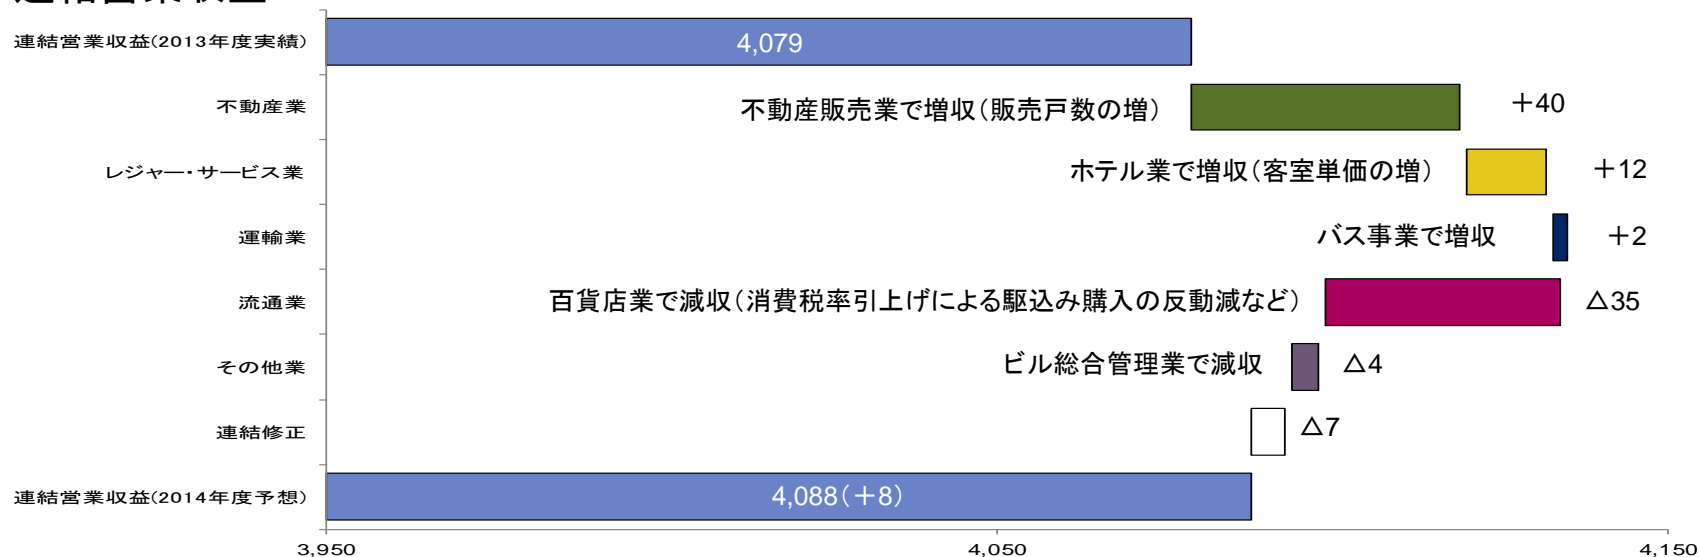 連結営業収益(2013年度実績)
4,079
不動産業
不動産販売業で増収(販売戸数の増)
＋40
レジャー・サービス業
ホテル業で増収(客室単価の増)
＋12
運輸業
バス事業で増収
＋2
流通業
百貨店業で減収(消費税率引上げによる駆込み購入の反動減など)
△35
その他業
ビル総合管理業で減収
△4
連結修正
△7
連結営業収益(2014年度予想)
4,088(＋8)
3,950
4,050
4,150